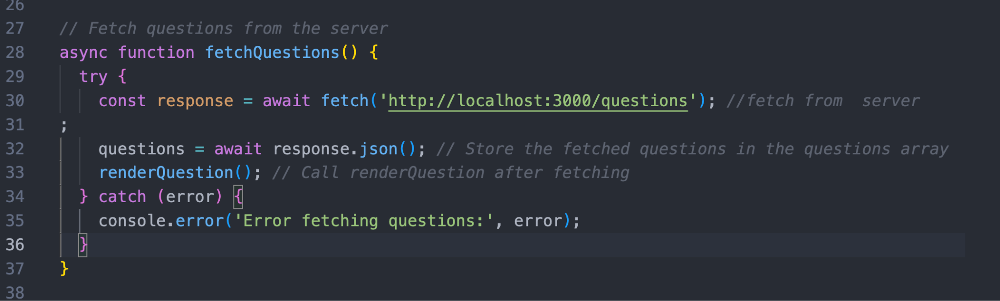 26
27 // Fetch questions from the server
28 async function fetchQuestions() {
29 try {
30 const response = await fetch('http://localhost:3000/questions'); //fetch from  server
31 ;
32 questions = await response.json(); // Store the fetched questions in the questions array
33 renderQuestion(); // Call renderQuestion after fetching
34 } catch (error) {
35 console.error('Error fetching questions:', error);
36 }
37 }
38